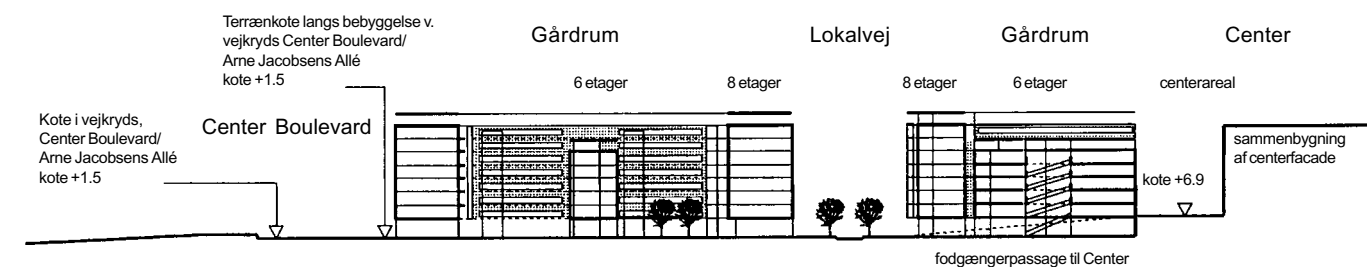 Terrænkote langs bebyggelse v.
vejkryds Center Boulevard/
Arne Jacobsens Allé
kote +1.5
Gårdrum
Lokalvej
Gårdrum
Center
6 etager
8 etager
8 etager
6 etager
centerareal
Kote i vejkryds,
Center Boulevard/
Arne Jacobsens Allé
kote +1.5
Center Boulevard
sammenbygning
af centerfacade
kote +6.9
fodgængerpassage til Center